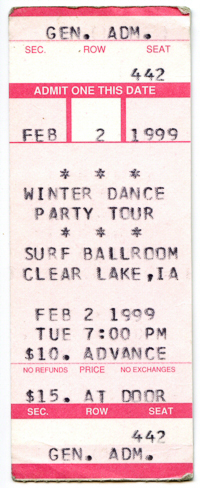 GEN. ADM.
SEC. ROW SEAT
442
ADMIT ONE THIS DATE
FEB 2 1999
* * *
WINTER DANCE
PARTY TOUR
* * *
SURF BALLROOM
CLEAR LAKE,IA
FEB 2 1999
TUE 7:00 PM
$10. ADVANCE
NO REFUNDS PRICE NO EXCHANGES
$15. AT DOOR
SEC. ROW SEAT
442
GEN. ADM.